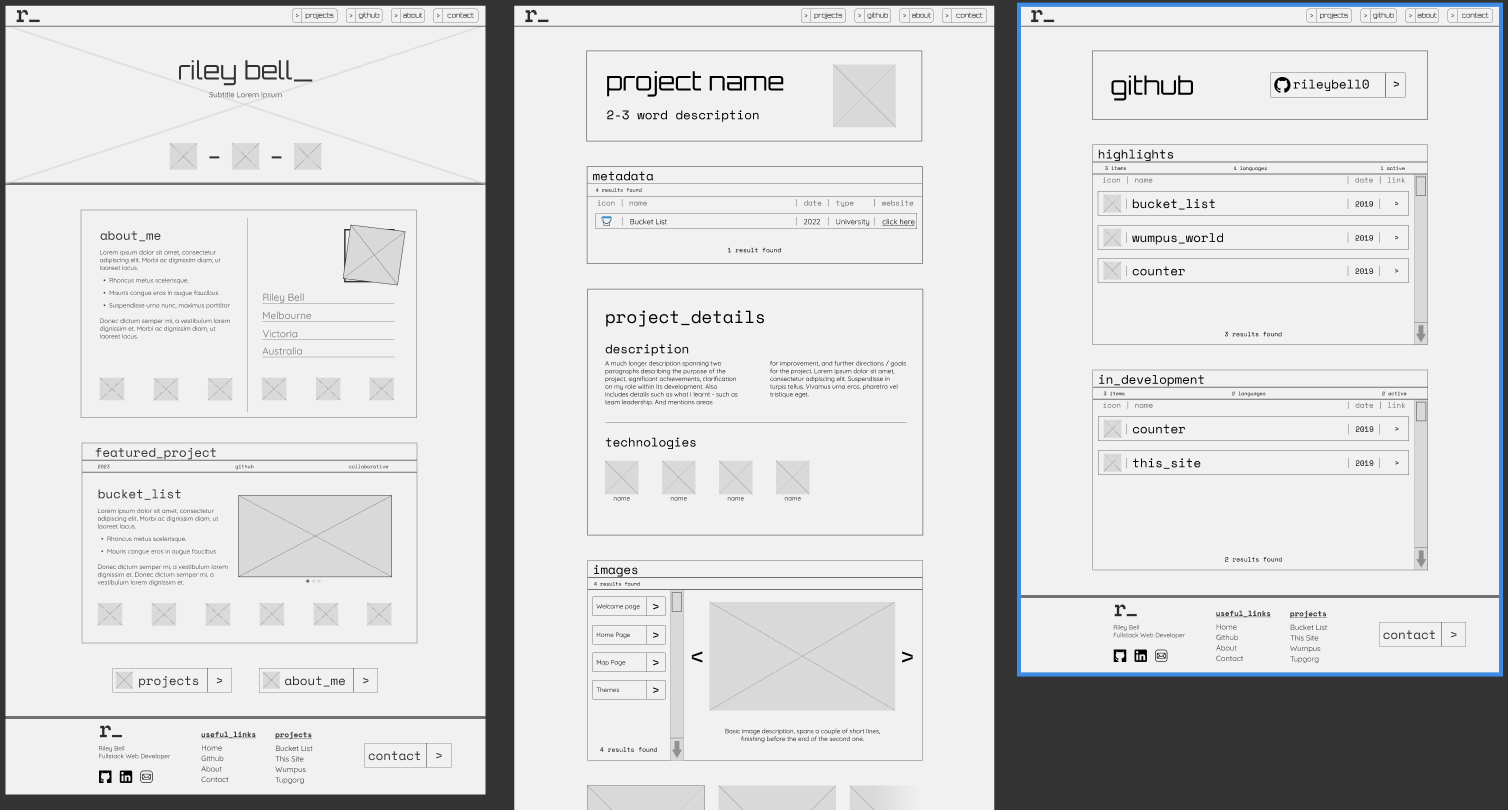 r_
> projects
> github
> about
> contact
riley bell_
Subtitle Lorem Ipsum
about_me
Lorem ipsum dolor sit amet, consectetur
adipiscing elit. Morbi ac dignissim diam, ut
laoreet lacus.
• Rhoncus metus scelerisque.
• Mauris congue eros in augue faucibus
• Suspendisse urna nunc, maximus porttitor
Donec dictum semper mi, a vestibulum lorem
dignissim et. Morbi ac dignissim diam, ut
laoreet lacus.
Riley Bell
Melbourne
Victoria
Australia
featured_project
2023 github collaborative
bucket_list
Lorem ipsum dolor sit amet, consectetur
adipiscing elit. Morbi ac dignissim diam, ut
laoreet lacus.
• Rhoncus metus scelerisque.
• Mauris congue eros in augue faucibus
Donec dictum semper mi, a vestibulum lorem
dignissim et. Donec dictum semper mi, a
vestibulum lorem dignissim et.
projects >
about_me >
r_
Riley Bell
Fullstack Web Developer
useful_links
Home
Github
About
Contact
projects
Bucket List
This Site
Wumpus
Tupgorg
contact >
r_
> projects
> github
> about
> contact
project name
2-3 word description
metadata
4 results found
icon | name | date | type | website
| Bucket List | 2022 | University | click here
1 result found
project_details
description
A much longer description spanning two
paragraphs describing the purpose of the
project, significant achievements, clarification
on my role within its development. Also
includes details such as what I learnt - such as
team leadership. And mentions areas
for improvement, and further directions / goals
for the project. Lorem ipsum dolor sit amet,
consectetur adipiscing elit. Suspendisse in
turpis tellus. Vivamus urna eros, pharetra vel
tristique eget.
technologies
name name name name
images
4 results found
Welcome page >
Home Page >
Map Page >
Themes >
4 results found
<
>
Basic image description, spans a couple of short lines,
finishing before the end of the second one.
r_
> projects
> github
> about
> contact
github
rileybell0 >
highlights
3 items 4 languages 1 active
icon | name | date | link
| bucket_list | 2019 | >
| wumpus_world | 2019 | >
| counter | 2019 | >
3 results found
in_development
2 items 2 languages 2 active
icon | name | date | link
| counter | 2019 | >
| this_site | 2019 | >
2 results found
r_
Riley Bell
Fullstack Web Developer
useful_links
Home
Github
About
Contact
projects
Bucket List
This Site
Wumpus
Tupgorg
contact >